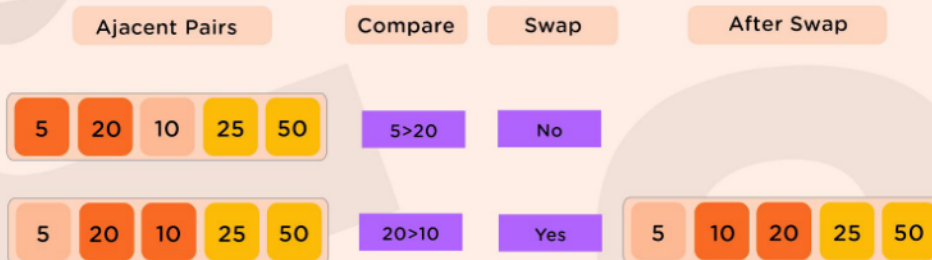 Ajacent Pairs Compare Swap After Swap
5 20 10 25 50 5>20 No
5 20 10 25 50 20>10 Yes 5 10 20 25 50